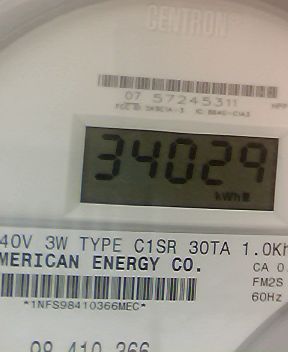 CENTRON
07 57245311
34029
kWh
40V 3W TYPE C1SR 30TA 1.0Kh
MERICAN ENERGY CO.
CA 0.
FM2S
*1NFS98410366MEC*
60Hz
98 410 366